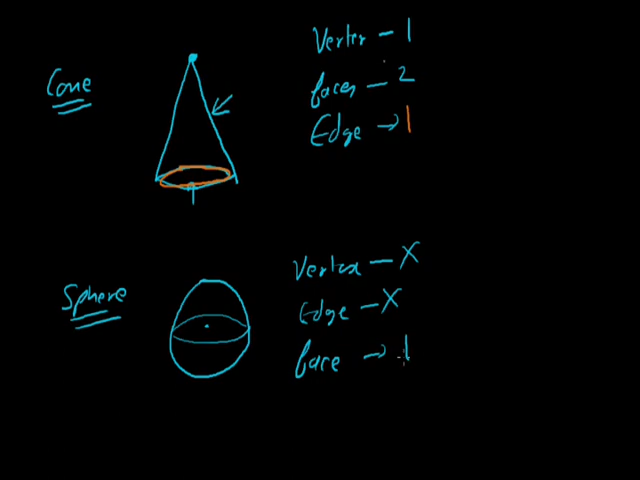 Cone
Vertex - 1
faces - 2
Edge → 1
Sphere
Vertex - X
Edge - X
face → 1